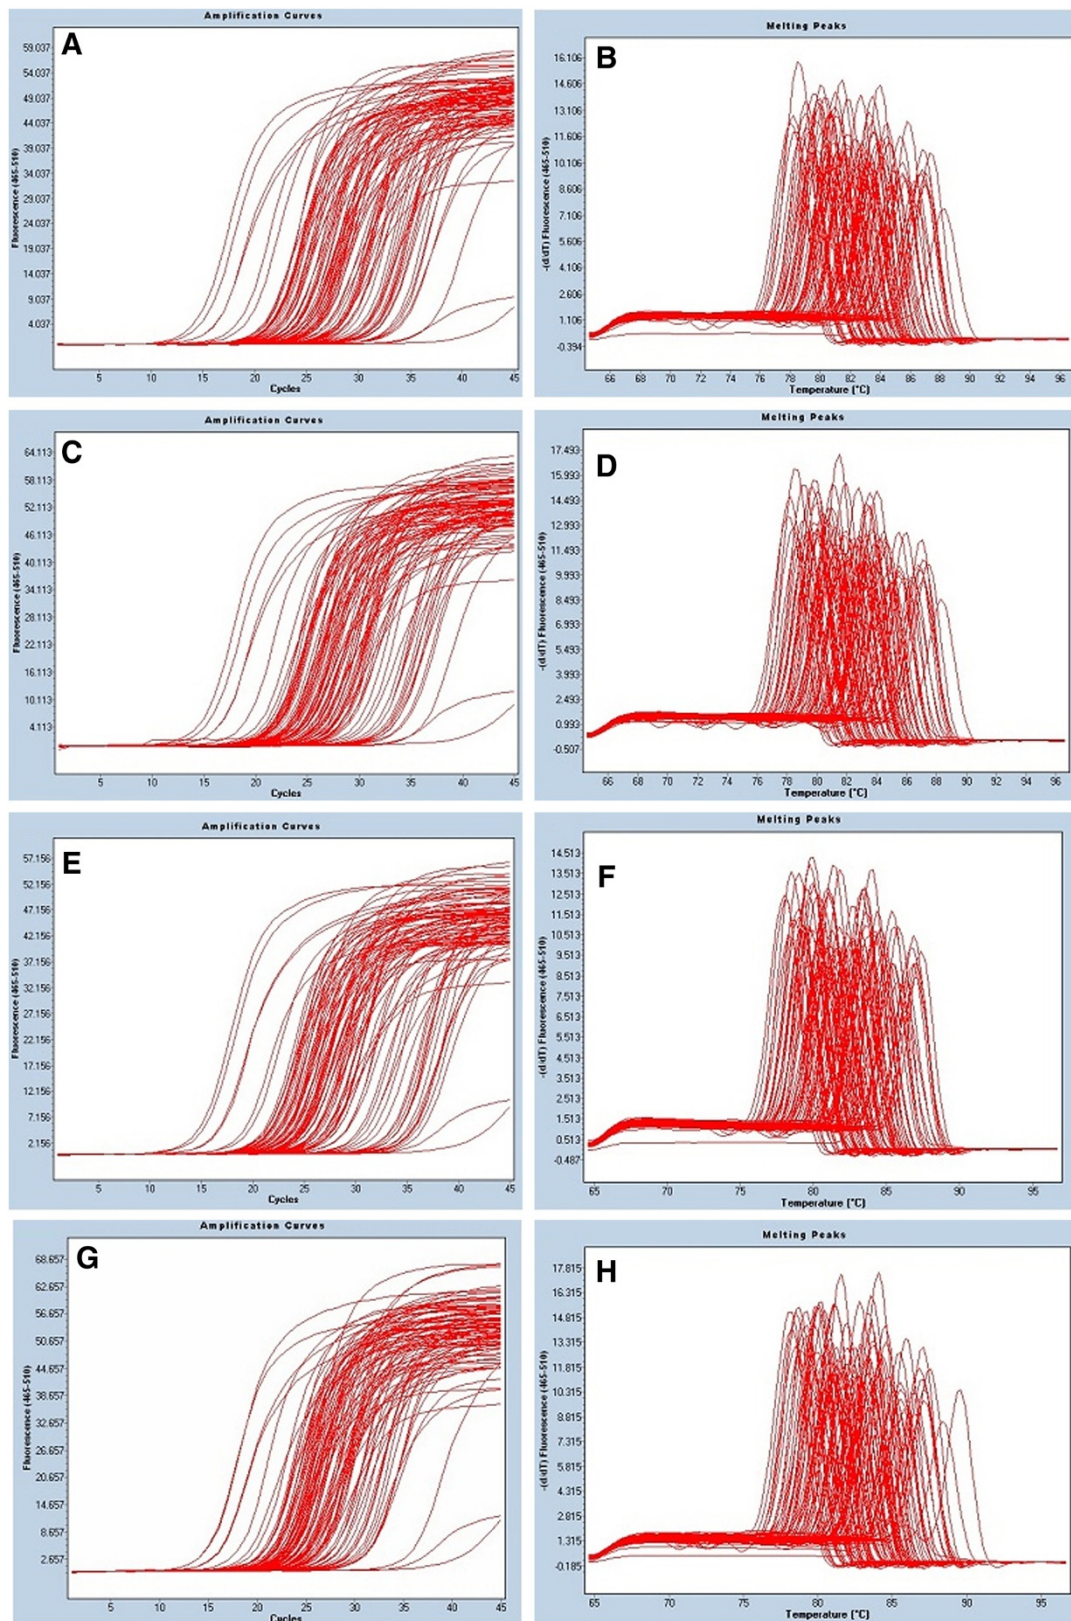 Amplification Curves
A
59.037
54.037
49.037
44.037
39.037
34.037
29.037
24.037
19.037
14.037
9.037
4.037
Fluorescence (465-510)
5 10 15 20 25 30 35 40 45
Cycles
Melting Peaks
B
16.106
14.606
13.106
11.606
10.106
8.606
7.106
5.606
4.106
2.606
1.106
-0.394
-(d/dT) Fluorescence (465-510)
66 68 70 72 74 76 78 80 82 84 86 88 90 92 94 96
Temperature (°C)
Amplification Curves
C
64.113
58.113
52.113
46.113
40.113
34.113
28.113
22.113
16.113
10.113
4.113
Fluorescence (465-510)
5 10 15 20 25 30 35 40 45
Cycles
Melting Peaks
D
17.493
15.993
14.493
12.993
11.493
9.993
8.493
6.993
5.493
3.993
2.493
0.993
-0.507
-(d/dT) Fluorescence (465-510)
66 68 70 72 74 76 78 80 82 84 86 88 90 92 94 96
Temperature (°C)
Amplification Curves
E
57.156
52.156
47.156
42.156
37.156
32.156
27.156
22.156
17.156
12.156
7.156
2.156
Fluorescence (465-510)
5 10 15 20 25 30 35 40 45
Cycles
Melting Peaks
F
14.513
13.513
12.513
11.513
10.513
9.513
8.513
7.513
6.513
5.513
4.513
3.513
2.513
1.513
0.513
-0.487
-(d/dT) Fluorescence (465-510)
65 70 75 80 85 90 95
Temperature (°C)
Amplification Curves
G
68.657
62.657
56.657
50.657
44.657
38.657
32.657
26.657
20.657
14.657
8.657
2.657
Fluorescence (465-510)
5 10 15 20 25 30 35 40 45
Cycles
Melting Peaks
H
17.815
16.315
14.815
13.315
11.815
10.315
8.815
7.315
5.815
4.315
2.815
1.315
-0.185
-(d/dT) Fluorescence (465-510)
65 70 75 80 85 90 95
Temperature (°C)